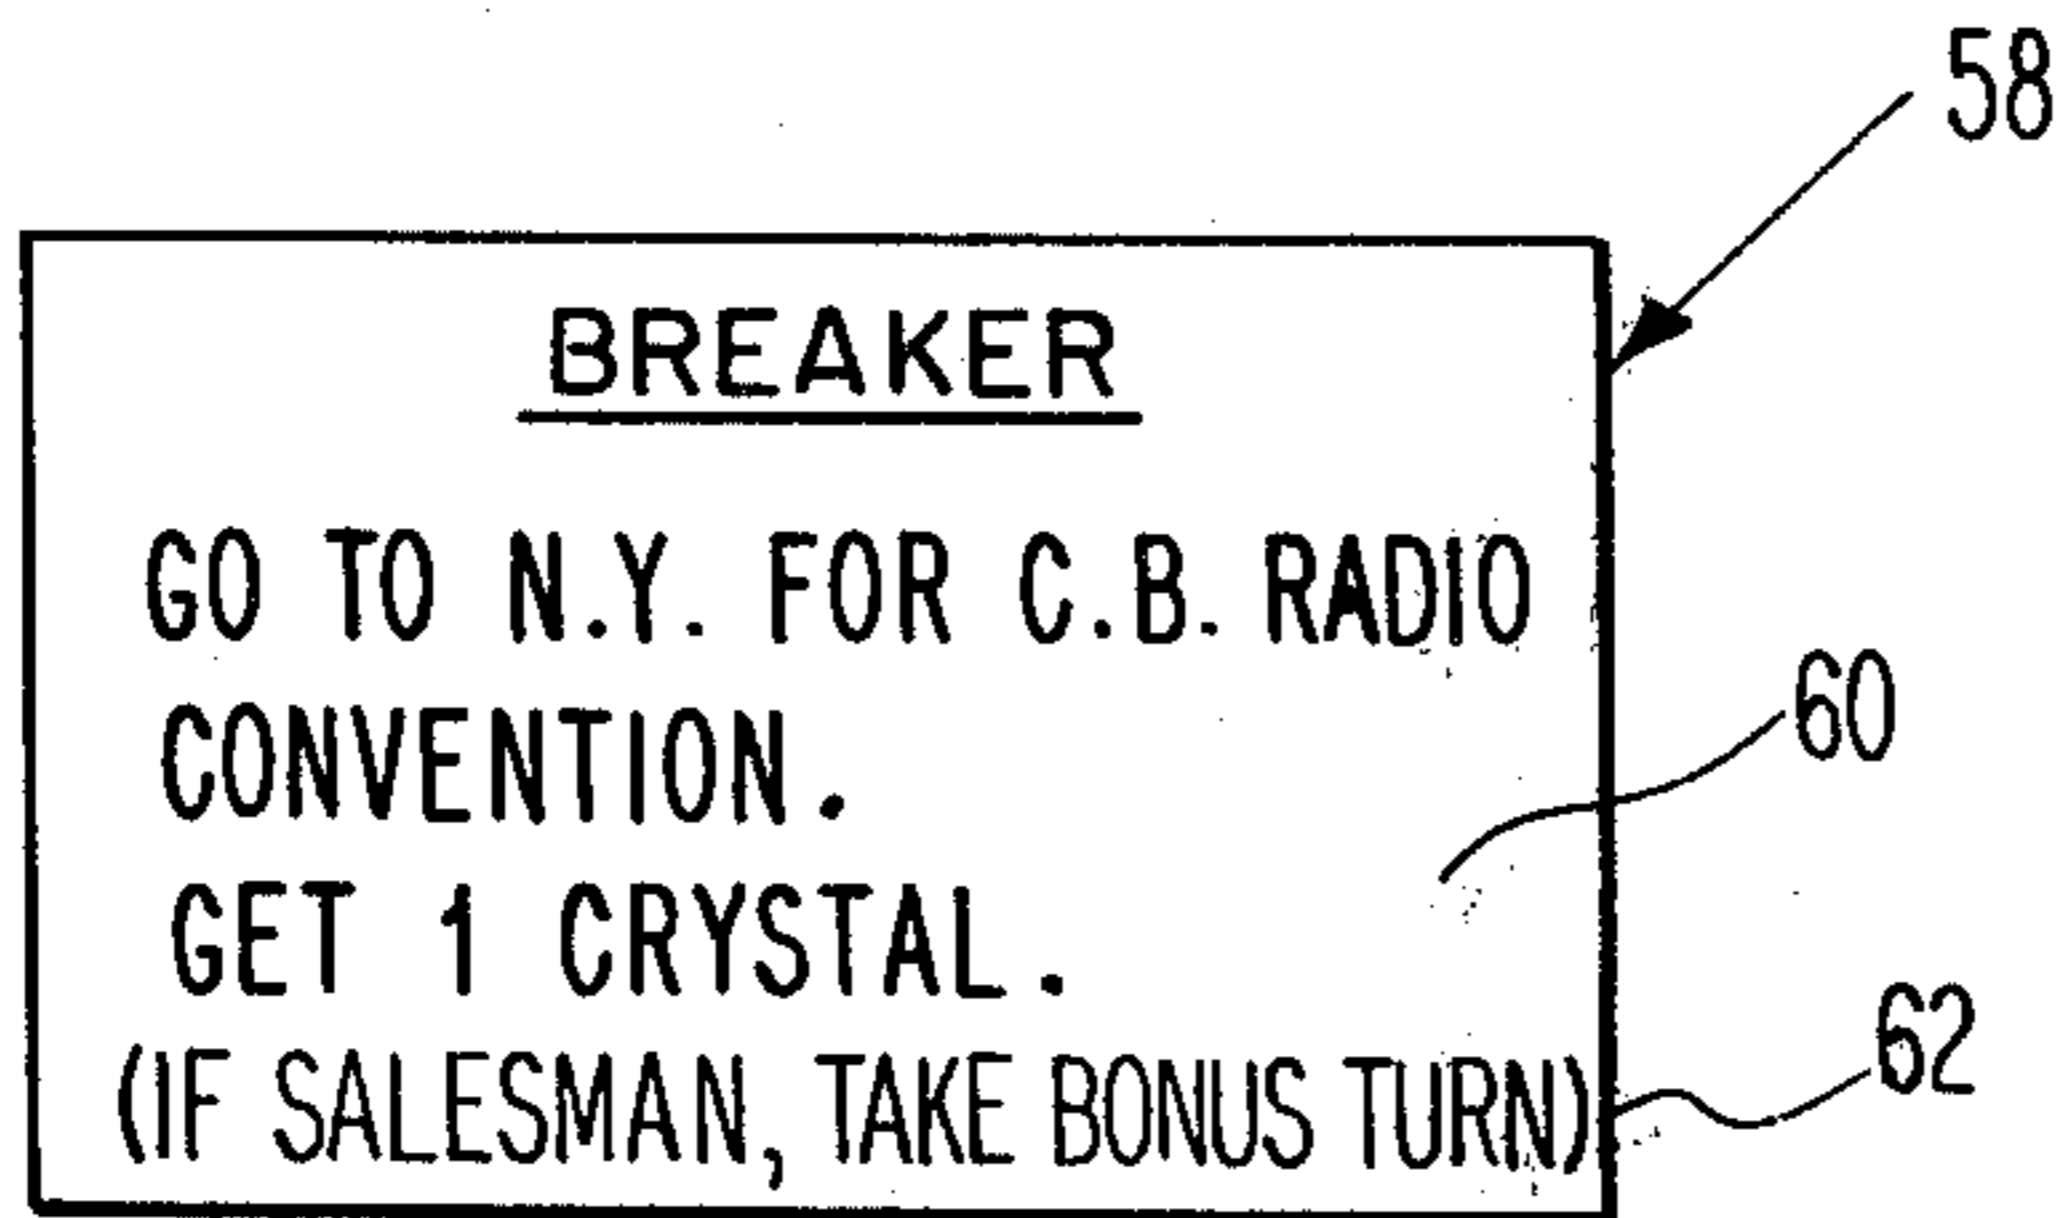 58
BREAKER
GO TO N.Y. FOR C.B. RADIO
CONVENTION.
60
GET 1 CRYSTAL.
(IF SALESMAN, TAKE BONUS TURN)
62